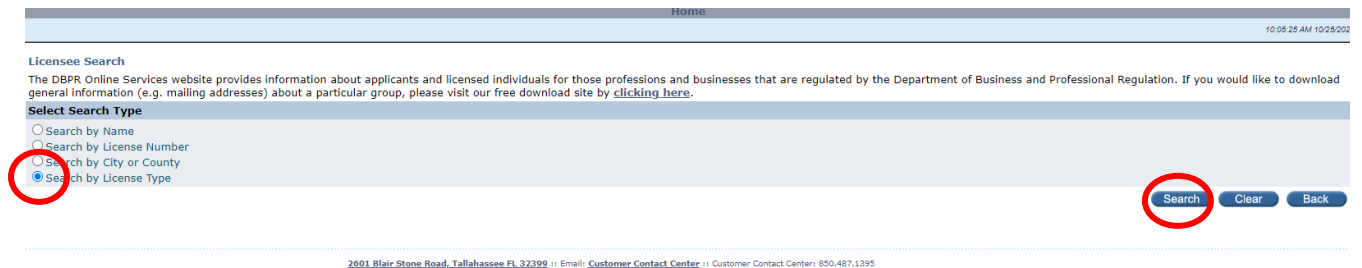 Home
10:05:25 AM 10/25/202
Licensee Search
The DBPR Online Services website provides information about applicants and licensed individuals for those professions and businesses that are regulated by the Department of Business and Professional Regulation. If you would like to download
general information (e.g. mailing addresses) about a particular group, please visit our free download site by clicking here.
Select Search Type
Search by Name
Search by License Number
Search by City or County
Search by License Type
Search Clear Back
2601 Blair Stone Road, Tallahassee FL 32399 :: Email: Customer Contact Center :: Customer Contact Center: 850.487.1395